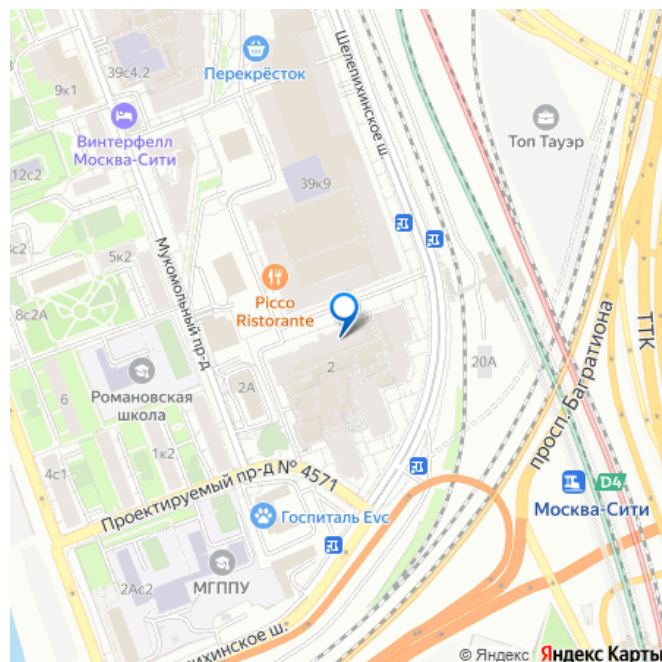 Шелепихинское ш.
39с4.2
Перекрёсток
9к1
Винтерфелл
Москва-Сити
Топ Тауэр
12с2
39к9
5к2
Мукомольный пр-д
8с2А
Picco
Ristorante
просп. Багратиона
ТТК
2
20А
2А
Романовская
школа
6
1к2
4с1
Проектируемый пр-д № 4571
D4
Москва-Сити
Госпиталь Evc
2Ас2
МГППУ
ихинское ш.
© Яндекс Яндекс Карты